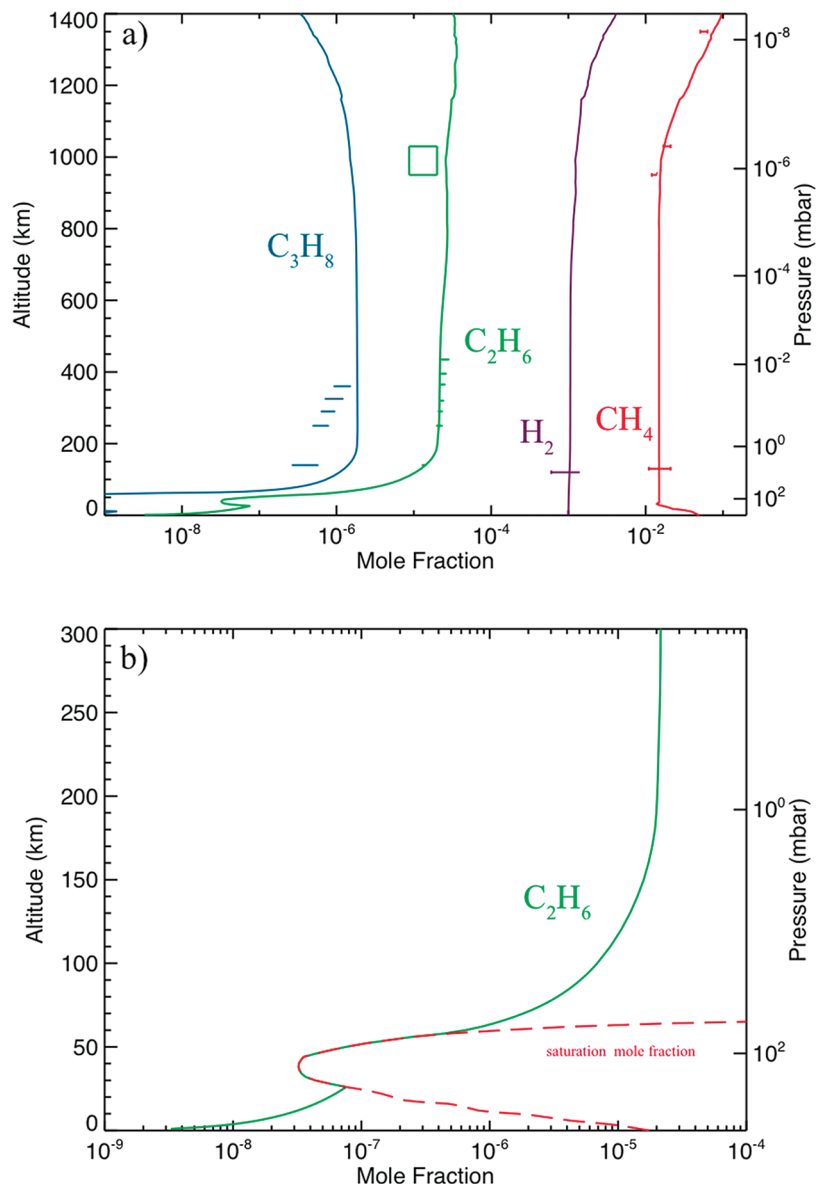 a)
1400
1200
1000
800
600
400
200
0
Altitude (km)
10⁻⁸
10⁻⁶
10⁻⁴
10⁻²
10⁰
10²
Pressure (mbar)
C₃H₈
C₂H₆
H₂
CH₄
10⁻⁸
10⁻⁶
10⁻⁴
10⁻²
Mole Fraction
b)
300
250
200
150
100
50
0
Altitude (km)
10⁰
10²
Pressure (mbar)
C₂H₆
saturation mole fraction
10⁻⁹
10⁻⁸
10⁻⁷
10⁻⁶
10⁻⁵
10⁻⁴
Mole Fraction